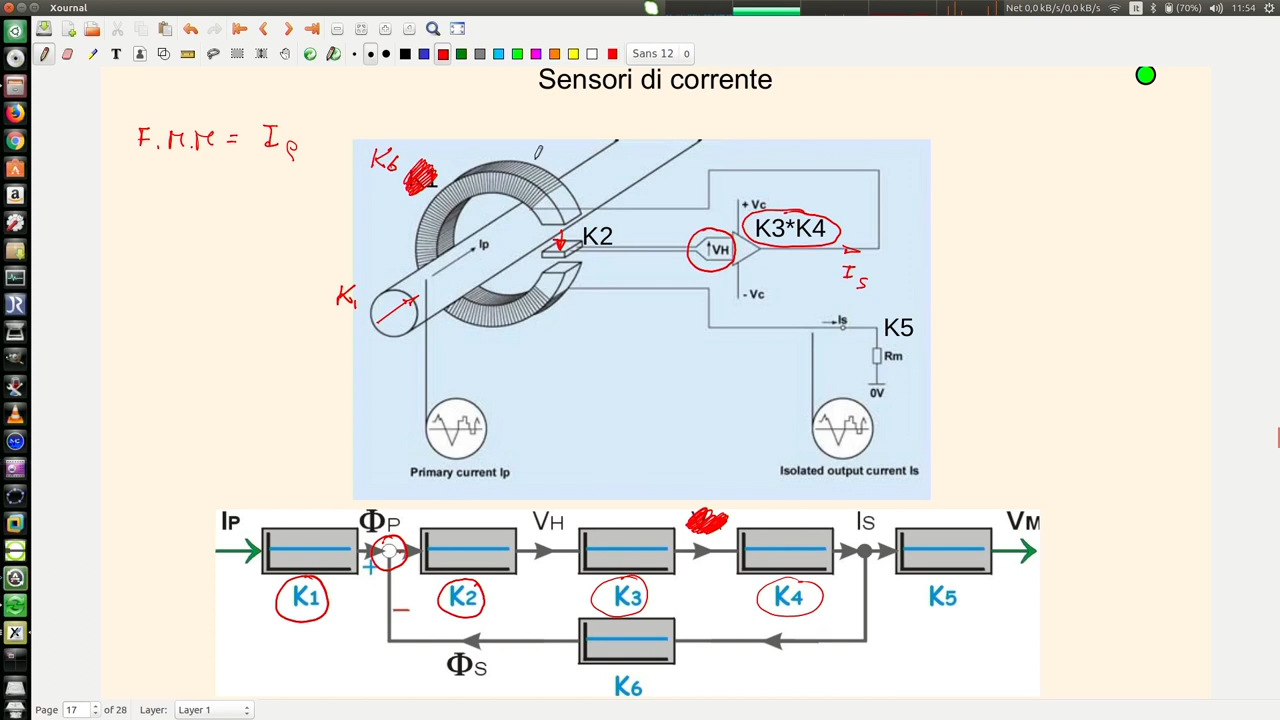 Xournal
Net 0,0 kB/s/0,0 kB/s
It
(70%)
11:54
Sans 12
0
Sensori di corrente
F.M.M = Ip
K6
1
Ip
K1
K2
VH
+ Vc
K3*K4
- Vc
Is
Is
K5
Rm
0V
Primary current Ip
Isolated output current Is
IP
ΦP
VH
IS
VM
+
K1
K2
K3
K4
K5
−
ΦS
K6
Page 17 of 28
Layer: Layer 1